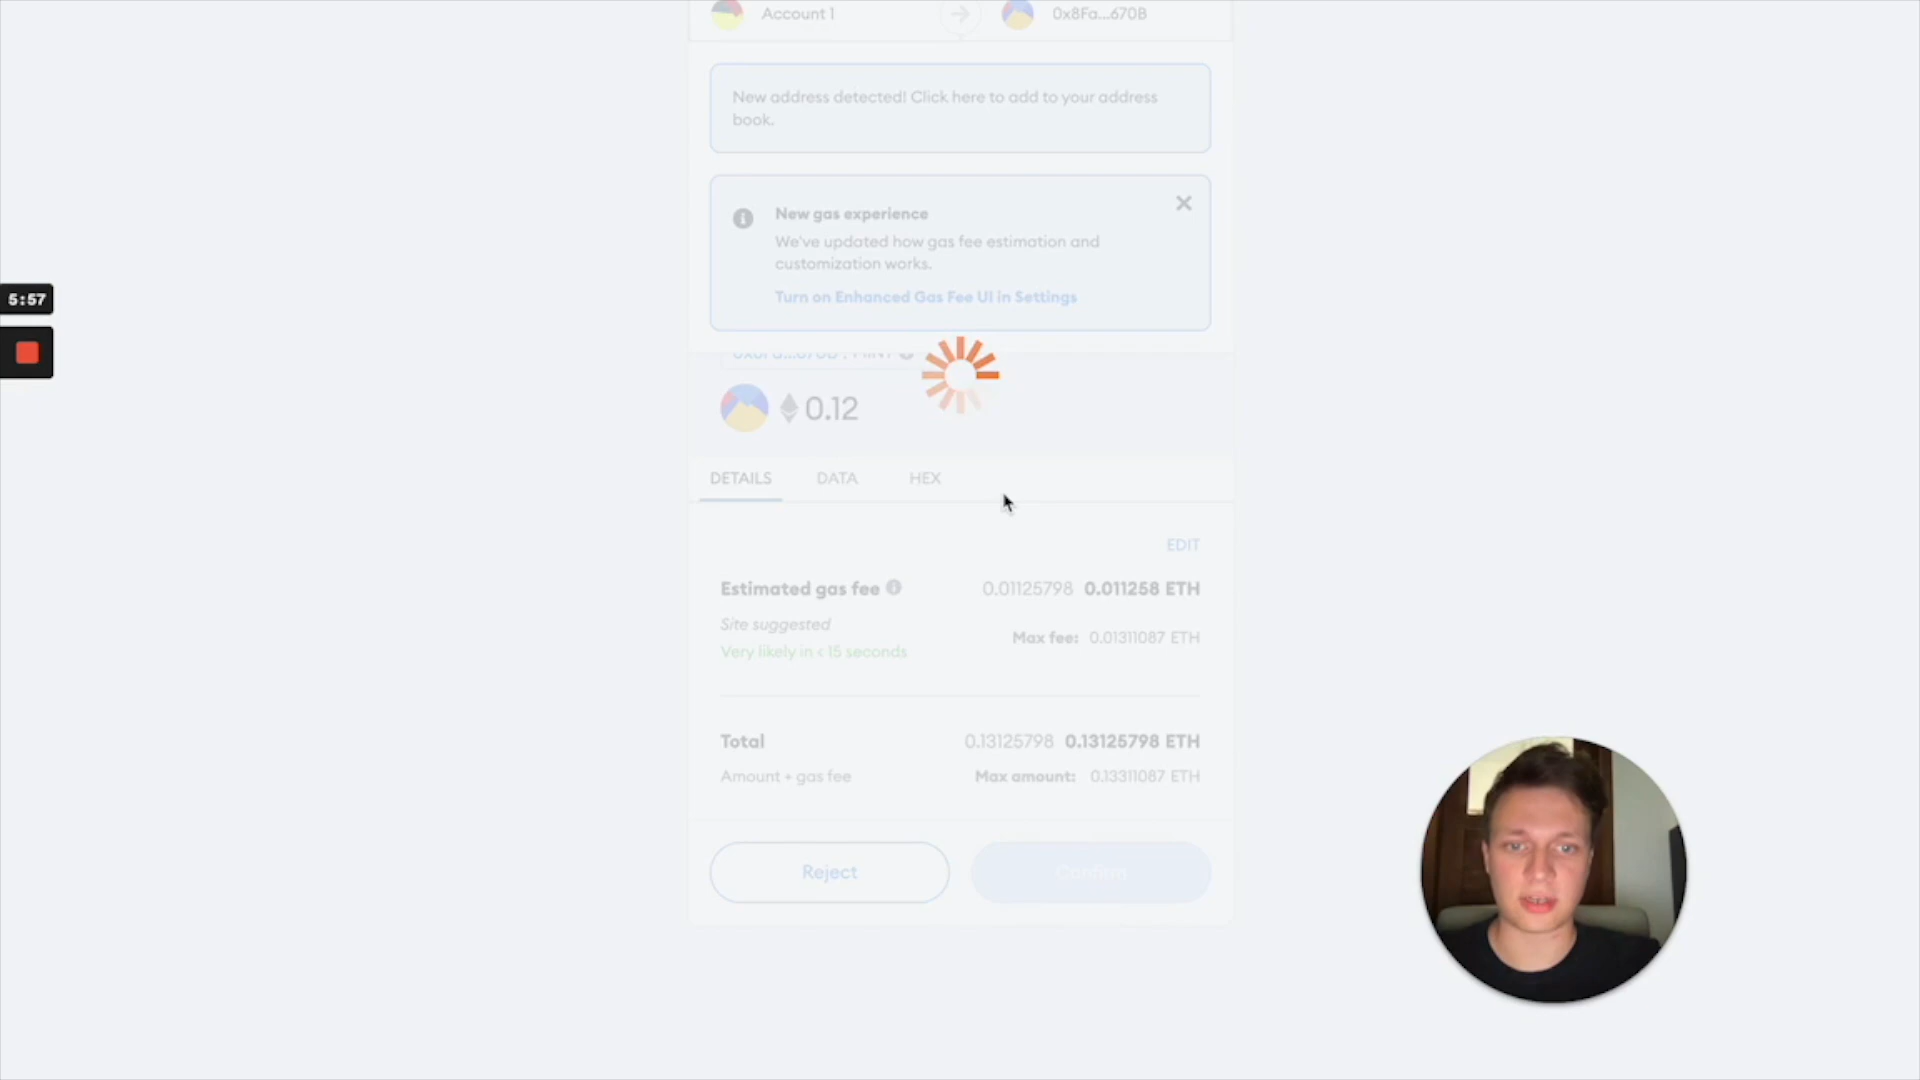 Account 1
0x8Fa...670B
New address detected! Click here to add to your address
book.
New gas experience
We've updated how gas fee estimation and
customization works.
Turn on Enhanced Gas Fee UI in Settings
5:57
0.12
DETAILS DATA HEX
EDIT
Estimated gas fee 0.01125798 0.011258 ETH
Site suggested
Max fee: 0.01311087 ETH
Very likely in < 15 seconds
Total 0.13125798 0.13125798 ETH
Amount + gas fee Max amount: 0.13311087 ETH
Reject Confirm